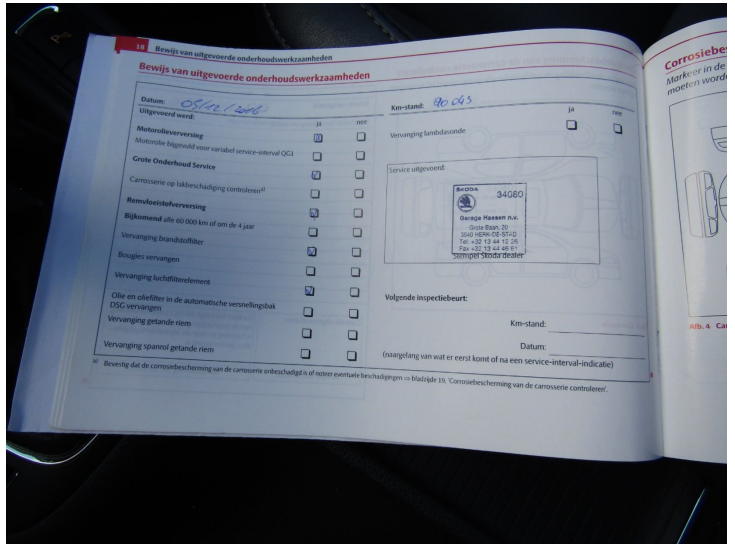 18 Bewijs van uitgevoerde onderhoudswerkzaamheden
Bewijs van uitgevoerde onderhoudswerkzaamheden
Datum: 05/12/2016
Uitgevoerd werd:
ja nee
Motorolieverversing
Motorolie bijgevuld voor variabel service-interval QG1
Grote Onderhoud Service
Carrosserie op lakbeschadiging controleren a)
Remvloeistofverversing
Bijkomend alle 60 000 km of om de 4 jaar
Vervanging brandstoffilter
Bougies vervangen
Vervanging luchtfilterelement
Olie en oliefilter in de automatische versnellingsbak
DSG vervangen
Vervanging getande riem
Vervanging spanrol getande riem
Km-stand: 90 045
ja nee
Vervanging lambdasonde
Service uitgevoerd:
SKODA
34080
Garage Hassen n.v.
Grote Baan, 20
3540 HERK-DE-STAD
Tel. +32 13 44 12 26
Fax +32 13 44 46 61
Stempel Škoda dealer
Volgende inspectiebeurt:
Km-stand:
Datum:
(naargelang van wat er eerst komt of na een service-interval-indicatie)
a) Bevestig dat de corrosiebescherming van de carrosserie onbeschadigd is of noteer eventuele beschadigingen ⇒ bladzijde 19, 'Corrosiebescherming van de carrosserie controleren'.
Corrosiebes
Markeer in de
moeten worde
Afb. 4 Car